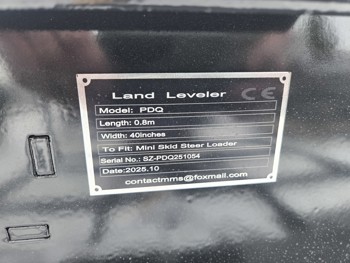 Land Leveler CE
Model: PDQ
Length: 0.8m
Width: 40inches
To Fit: Mini Skid Steer Loader
Serial No.: SZ-PDQ251054
Date:2025.10
contactmms@foxmail.com